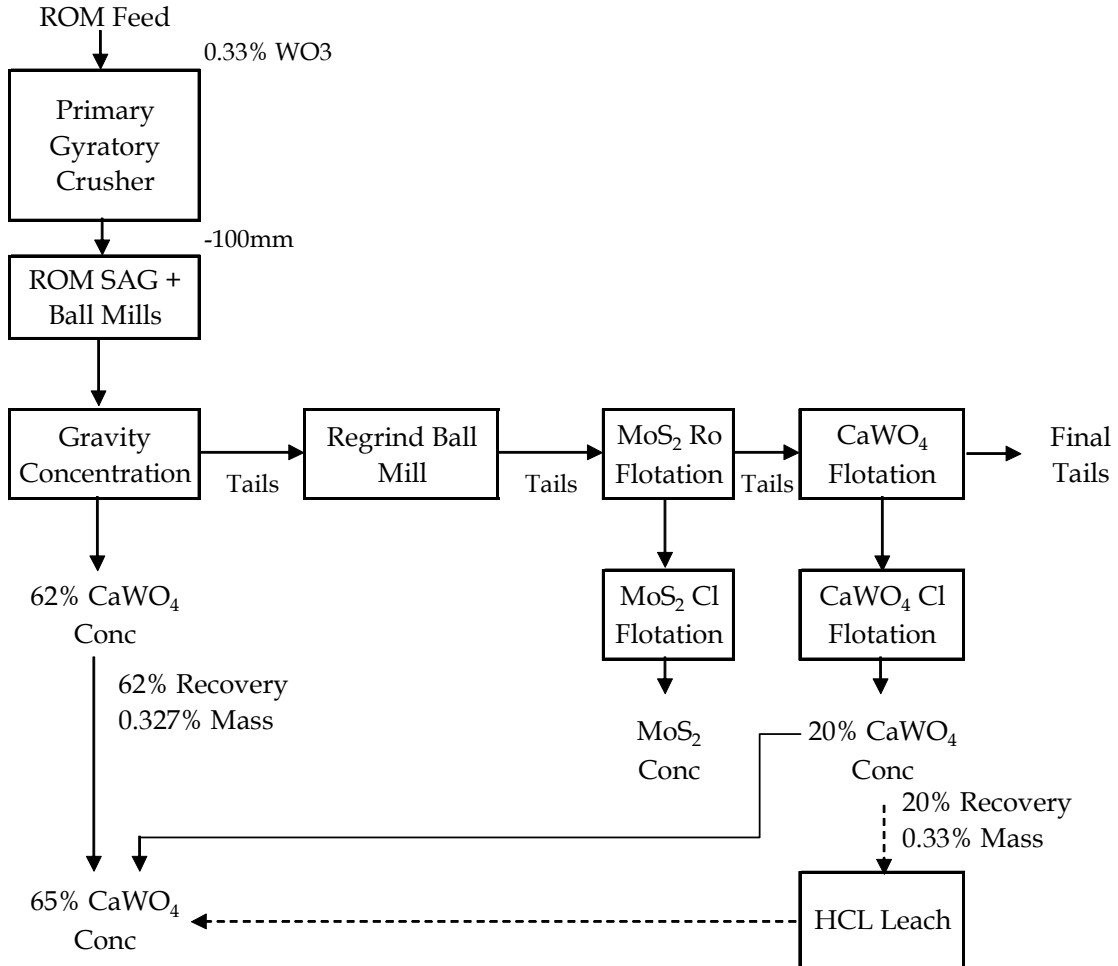 ROM Feed
0.33% WO3
Primary
Gyratory
Crusher
-100mm
ROM SAG +
Ball Mills
Gravity
Concentration
Tails
Regrind Ball
Mill
Tails
MoS₂ Ro
Flotation
Tails
CaWO₄
Flotation
Final
Tails
62% CaWO₄
Conc
MoS₂ Cl
Flotation
CaWO₄ Cl
Flotation
62% Recovery
0.327% Mass
MoS₂
Conc
20% CaWO₄
Conc
20% Recovery
0.33% Mass
65% CaWO₄
Conc
HCL Leach